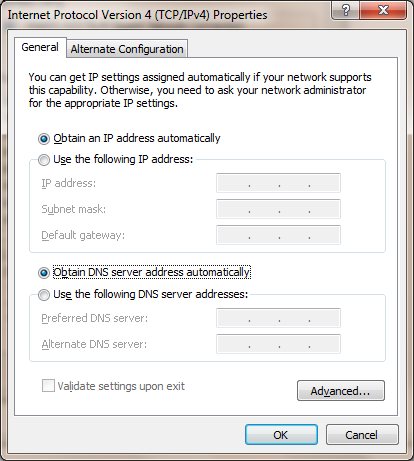 Internet Protocol Version 4 (TCP/IPv4) Properties
General
Alternate Configuration
You can get IP settings assigned automatically if your network supports
this capability. Otherwise, you need to ask your network administrator
for the appropriate IP settings.
Obtain an IP address automatically
Use the following IP address:
IP address:
Subnet mask:
Default gateway:
Obtain DNS server address automatically
Use the following DNS server addresses:
Preferred DNS server:
Alternate DNS server:
Validate settings upon exit
Advanced...
OK
Cancel